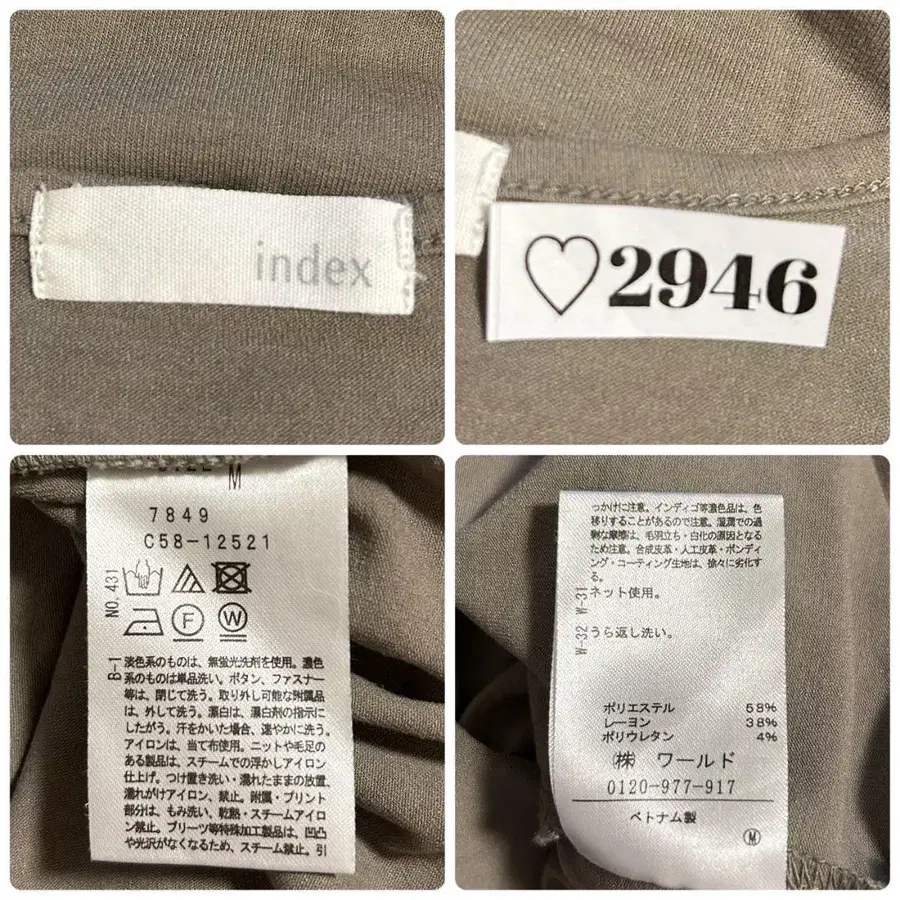 index
♡2946
M
7849
C58-12521
NO.431
F
W
B-1
淡色系のものは、無蛍光洗剤を使用。濃色
系のものは単品洗い。ボタン、ファスナー
等は、閉じて洗う。取り外し可能な附属品
は、外して洗う。漂白は、漂白剤の指示に
したがう。汗をかいた場合、速やかに洗う。
アイロンは、当て布使用。ニットや毛足の
ある製品は、スチームでの浮かしアイロン
仕上げ。つけ置き洗い・濡れたままの放置、
濡れがけアイロン、禁止。附属・プリント
部分は、もみ洗い、乾熱・スチームアイロ
ン禁止。プリーツ等特殊加工製品は、凹凸
や光沢がなくなるため、スチーム禁止。引
っかけに注意。インディゴ等濃色品は、色
移りすることがあるので注意。湿潤での過
剰な摩擦は、毛羽立ち・白化の原因となる
ため注意。合成皮革・人工皮革・ボンディ
ング・コーティング生地は、徐々に劣化す
る。
W-31 ネット使用。
W-32 うら返し洗い。
ポリエステル 58%
レーヨン 38%
ポリウレタン 4%
(株) ワールド
0120-977-917
ベトナム製
Ⓜ